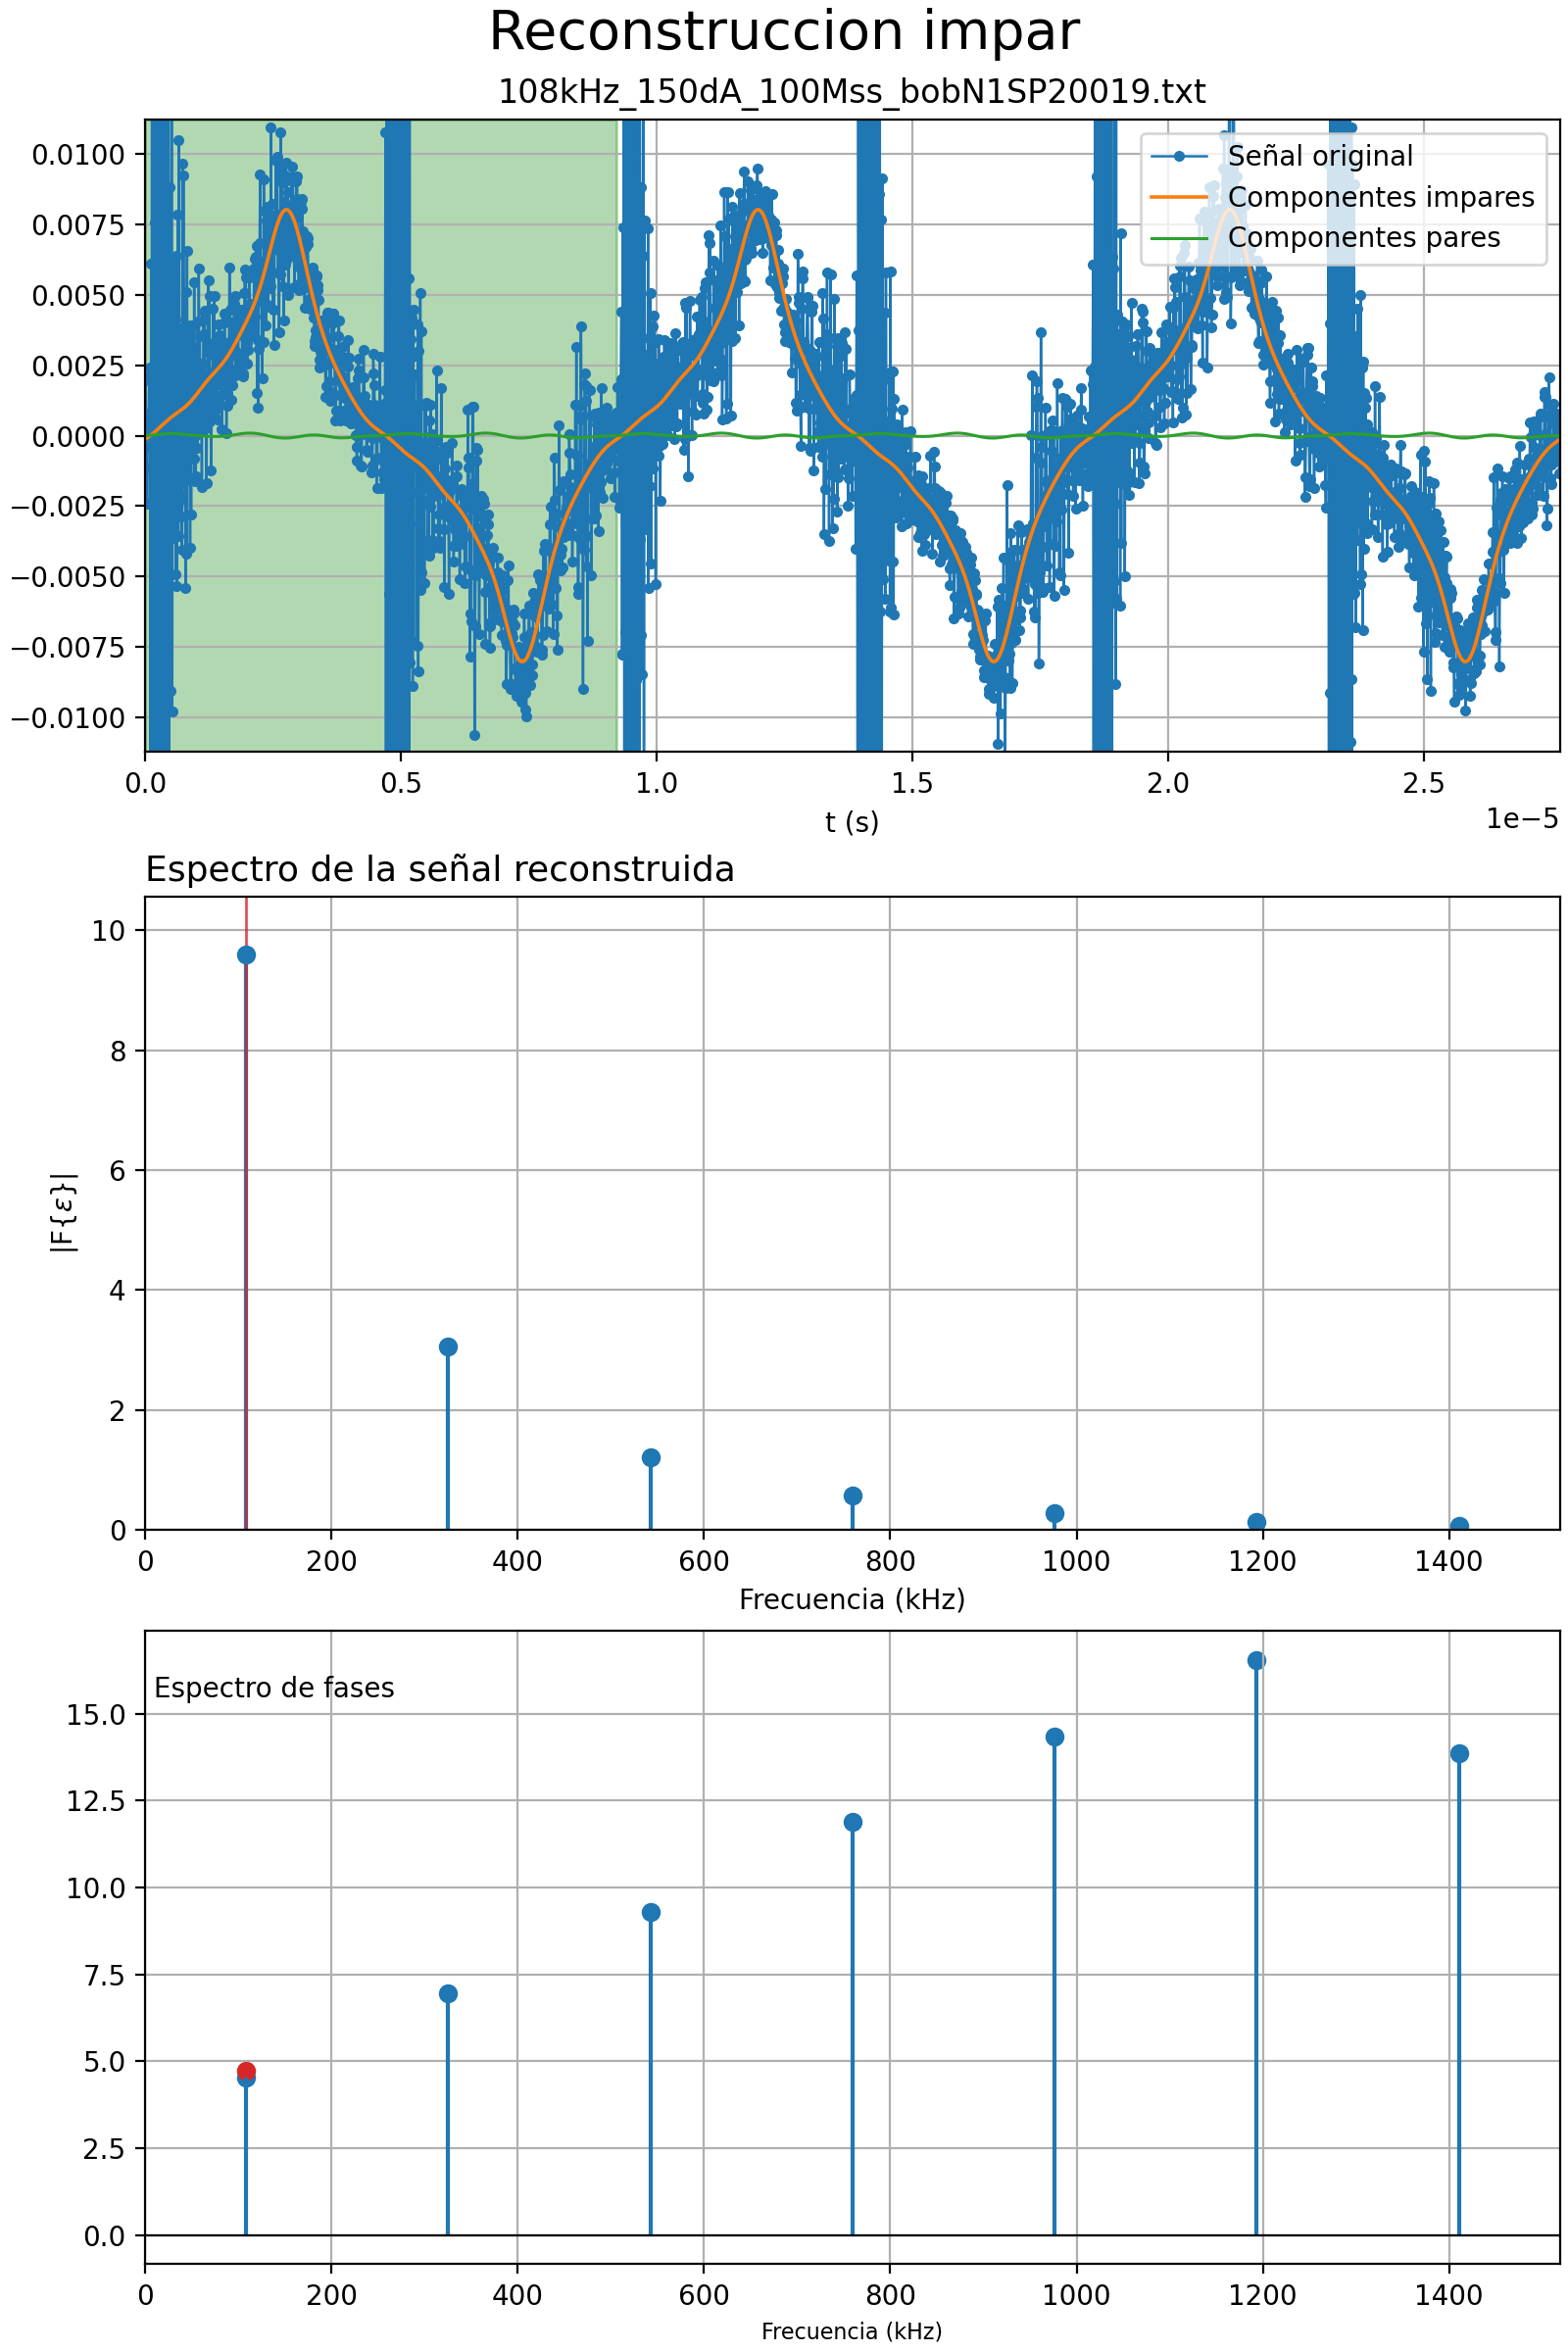 Reconstruccion impar
108kHz_150dA_100Mss_bobN1SP20019.txt
0.0100
0.0075
0.0050
0.0025
0.0000
−0.0025
−0.0050
−0.0075
−0.0100
Señal original
Componentes impares
Componentes pares
0.0 0.5 1.0 1.5 2.0 2.5
1e−5
t (s)
Espectro de la señal reconstruida
10
8
6
4
2
0
|F{ε}|
0 200 400 600 800 1000 1200 1400
Frecuencia (kHz)
Espectro de fases
15.0
12.5
10.0
7.5
5.0
2.5
0.0
0 200 400 600 800 1000 1200 1400
Frecuencia (kHz)